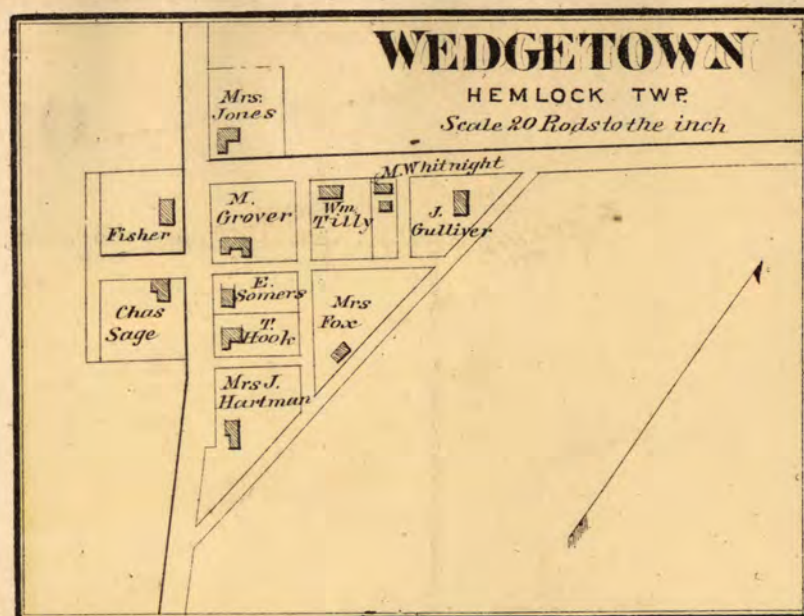 WEDGETOWN
HEMLOCK TWP.
Scale 20 Rods to the inch
Mrs.
Jones
M. Whitnight
Fisher
M.
Grover
Wm
Tilly
J.
Gulliver
Chas
Sage
E.
Somers
T.
Hook
Mrs
Fox
Mrs J.
Hartman